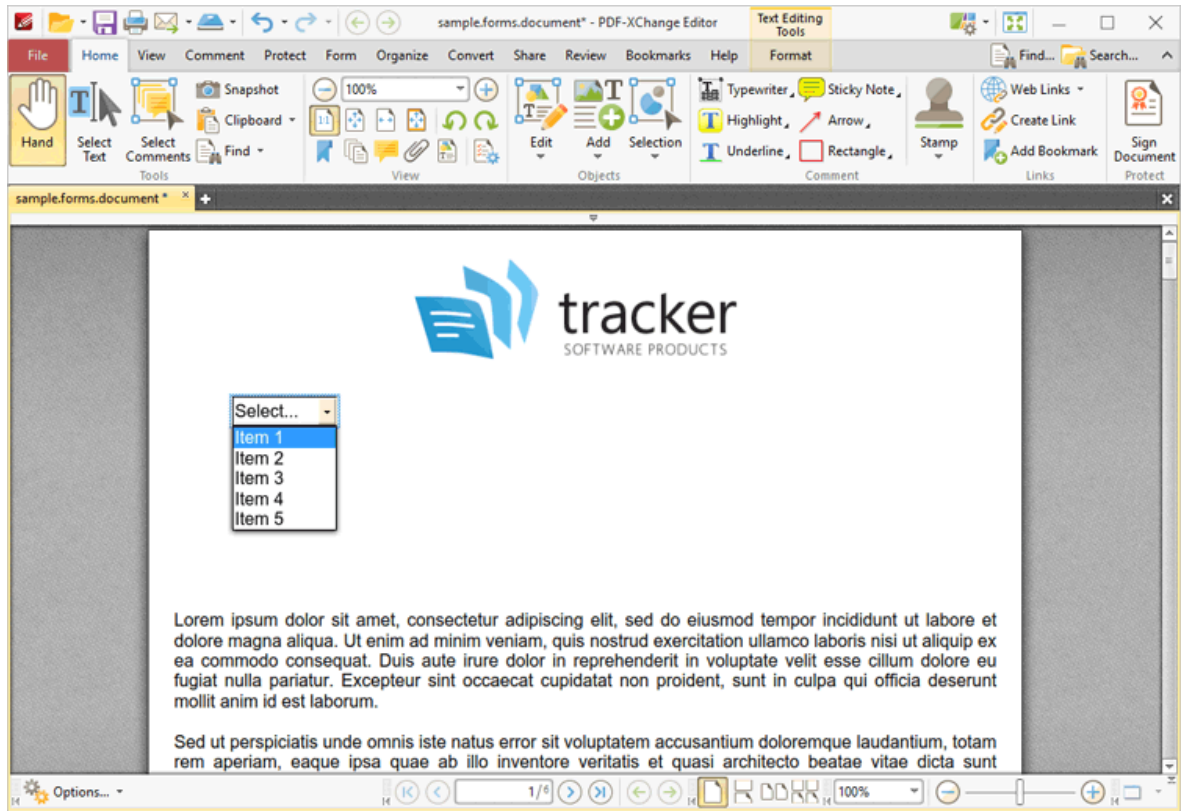 sample.forms.document* - PDF-XChange Editor
Text Editing Tools
File Home View Comment Protect Form Organize Convert Share Review Bookmarks Help Format Find... Search...
Hand
Select Text
Select Comments
Snapshot
Clipboard
Find
Tools
100%
1:1
View
Edit
Add
Selection
Objects
Typewriter
Sticky Note
Highlight
Arrow
Underline
Rectangle
Stamp
Comment
Web Links
Create Link
Add Bookmark
Links
Sign Document
Protect
sample.forms.document *
tracker
SOFTWARE PRODUCTS
Select...
Item 1
Item 2
Item 3
Item 4
Item 5
Lorem ipsum dolor sit amet, consectetur adipiscing elit, sed do eiusmod tempor incididunt ut labore et
dolore magna aliqua. Ut enim ad minim veniam, quis nostrud exercitation ullamco laboris nisi ut aliquip ex
ea commodo consequat. Duis aute irure dolor in reprehenderit in voluptate velit esse cillum dolore eu
fugiat nulla pariatur. Excepteur sint occaecat cupidatat non proident, sunt in culpa qui officia deserunt
mollit anim id est laborum.
Sed ut perspiciatis unde omnis iste natus error sit voluptatem accusantium doloremque laudantium, totam
rem aperiam, eaque ipsa quae ab illo inventore veritatis et quasi architecto beatae vitae dicta sunt
Options... 1/6 100%